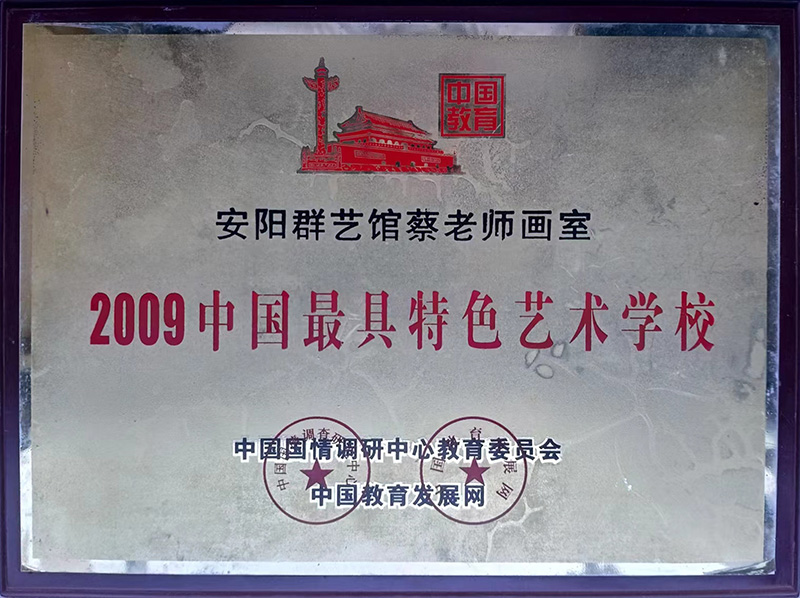 中国
教育
安阳群艺馆蔡老师画室
2009中国最具特色艺术学校
中国国情调研中心教育委员会
中国教育发展网